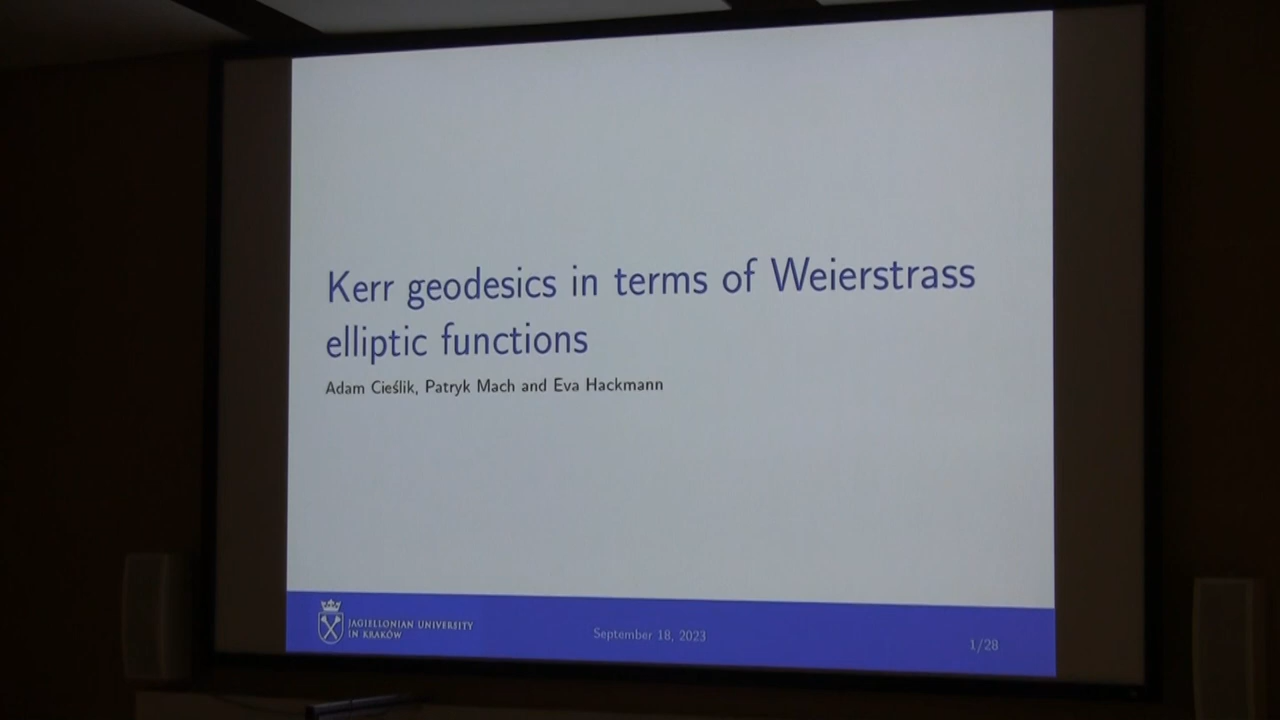 Kerr geodesics in terms of Weierstrass
elliptic functions
Adam Cieślik, Patryk Mach and Eva Hackmann
JAGIELLONIAN UNIVERSITY
IN KRAKÓW
September 18, 2023
1/28